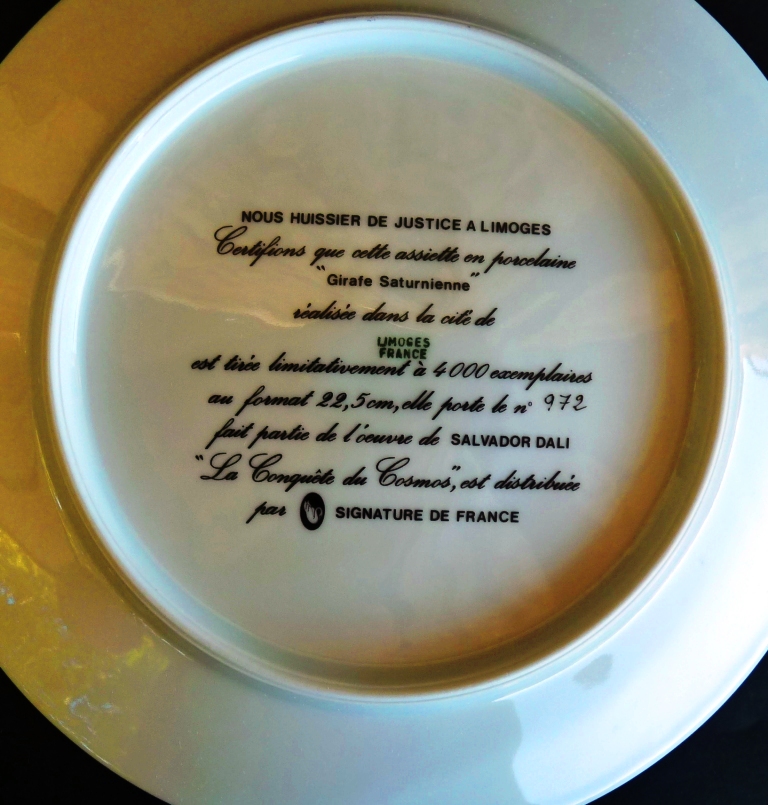 NOUS HUISSIER DE JUSTICE A LIMOGES
Certifions que cette assiette en porcelaine
"Girafe Saturnienne"
réalisée dans la cité de
LIMOGES
FRANCE
est tirée limitativement à 4000 exemplaires
au format 22,5cm, elle porte le n° 972
fait partie de l'oeuvre de SALVADOR DALI
"La Conquête du Cosmos", est distribuée
par SIGNATURE DE FRANCE